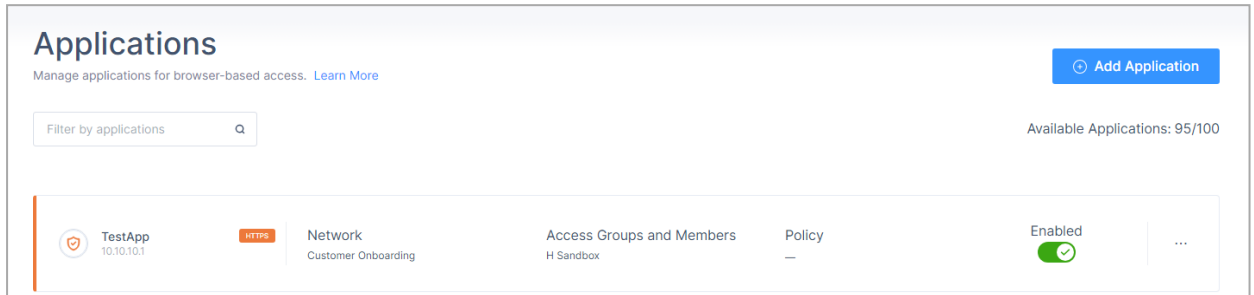 Applications
Manage applications for browser-based access. Learn More
Add Application
Filter by applications
Available Applications: 95/100
TestApp
10.10.10.1
HTTPS
Network
Customer Onboarding
Access Groups and Members
H Sandbox
Policy
—
Enabled
...